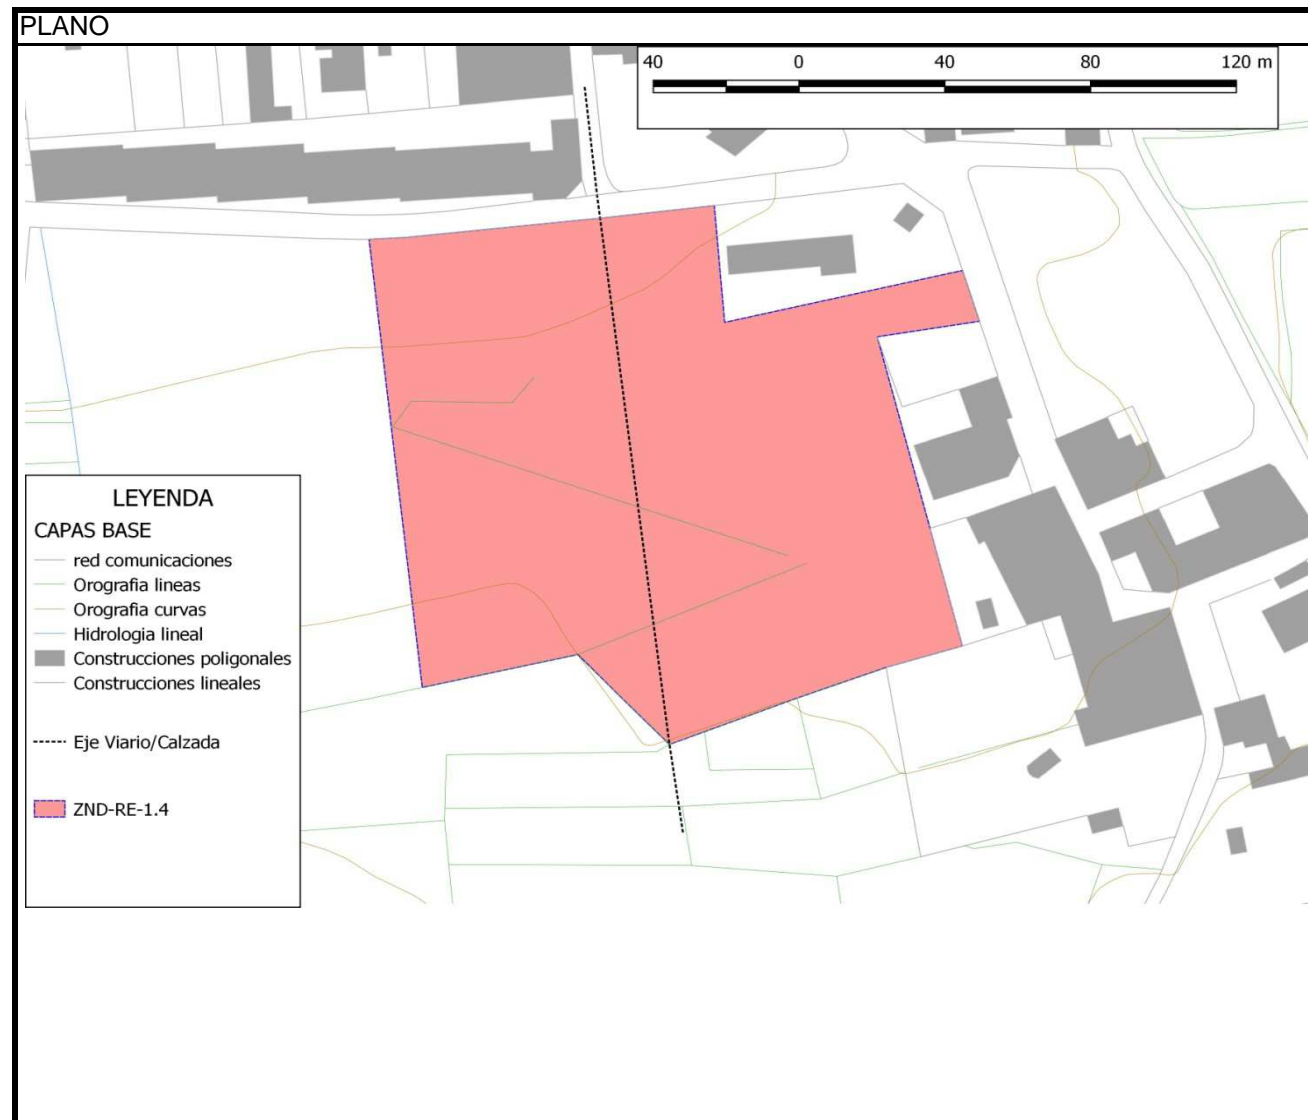 PLANO
40 0 40 80 120 m
LEYENDA
CAPAS BASE
red comunicaciones
Orografia lineas
Orografia curvas
Hidrologia lineal
Construcciones poligonales
Construcciones lineales
Eje Viario/Calzada
ZND-RE-1.4